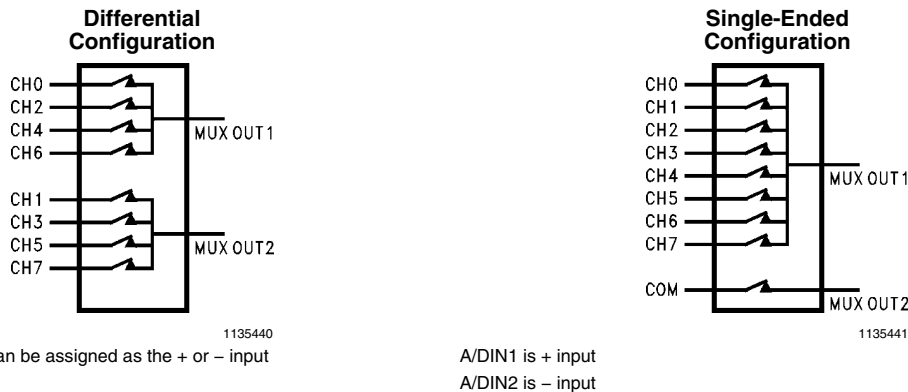 Differential
Configuration
CH0
CH2
CH4
CH6
MUX OUT1
CH1
CH3
CH5
CH7
MUX OUT2
1135440
an be assigned as the + or − input
Single-Ended
Configuration
CH0
CH1
CH2
CH3
CH4
CH5
CH6
CH7
MUX OUT1
COM
MUX OUT2
1135441
A/DIN1 is + input
A/DIN2 is − input